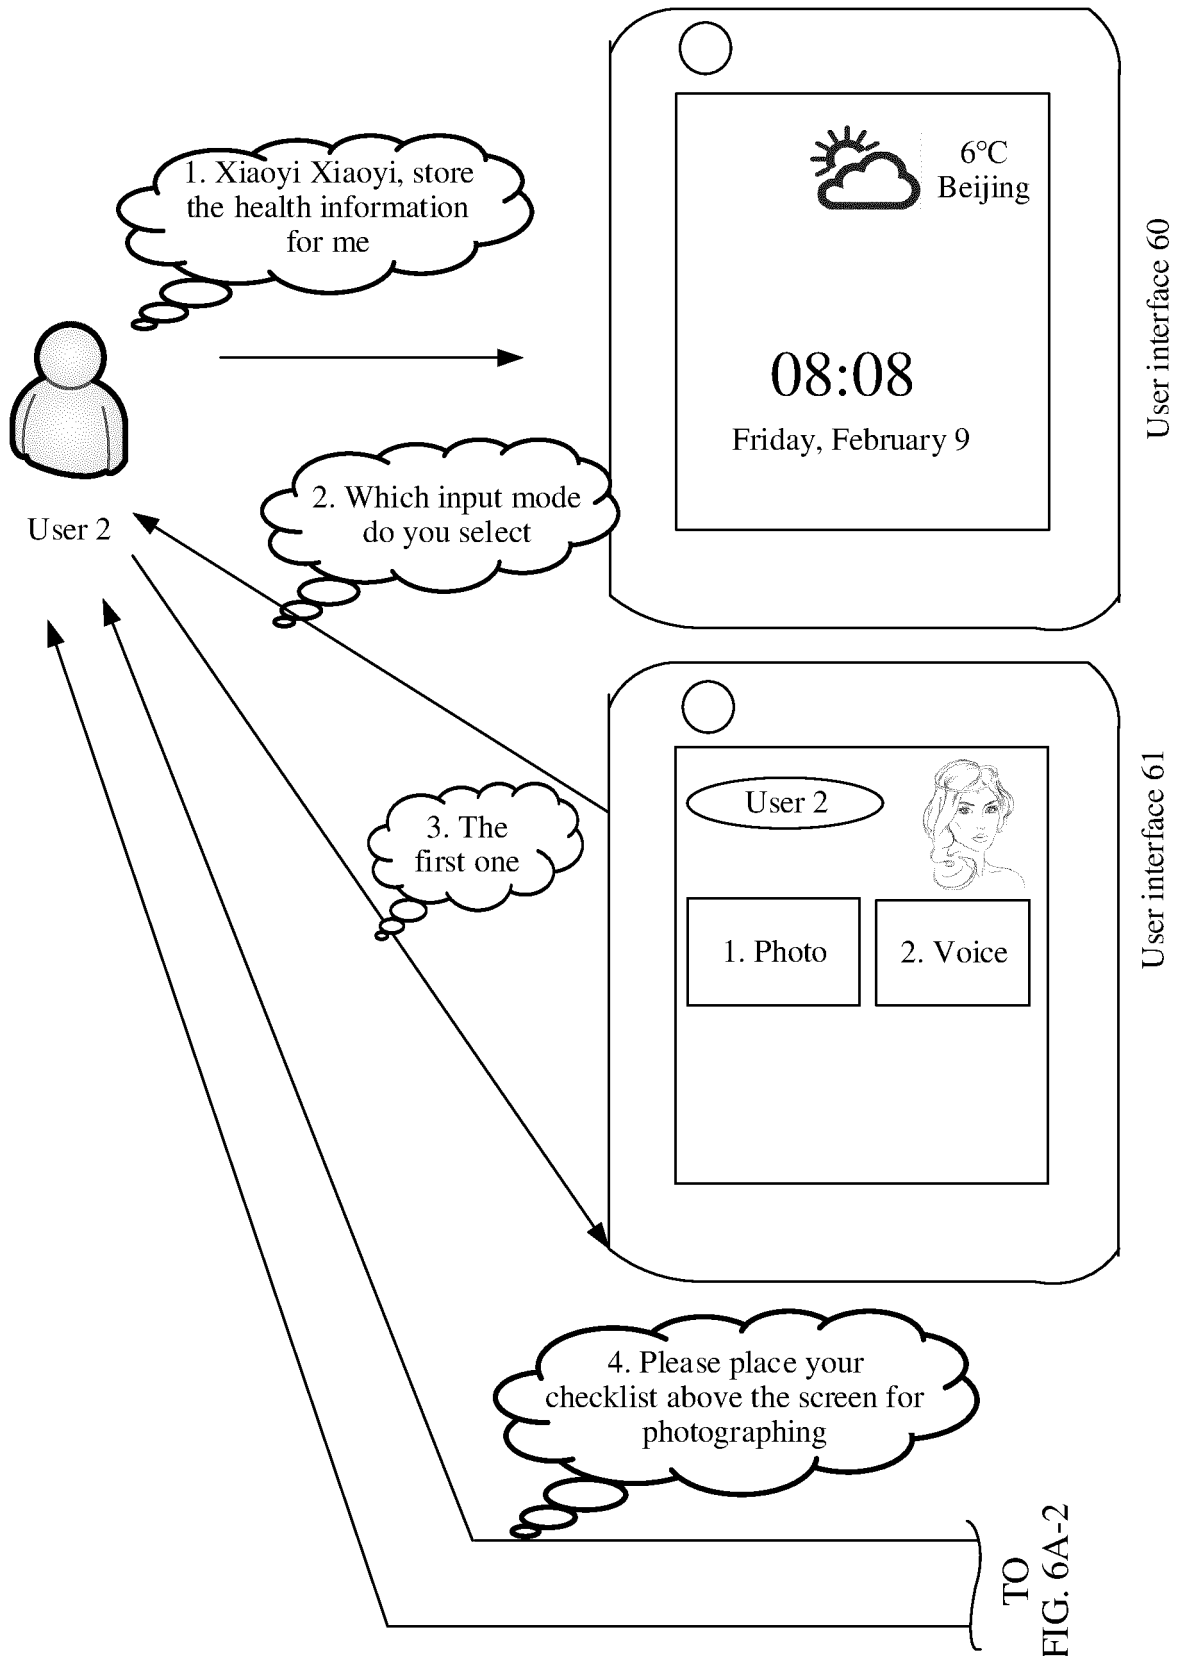 1. Xiaoyi Xiaoyi, store
the health information
for me
6°C
Beijing
08:08
Friday, February 9
User interface 60
User 2
2. Which input mode
do you select
User 2
3. The
first one
1. Photo
2. Voice
User interface 61
4. Please place your
checklist above the screen for
photographing
TO
FIG. 6A-2